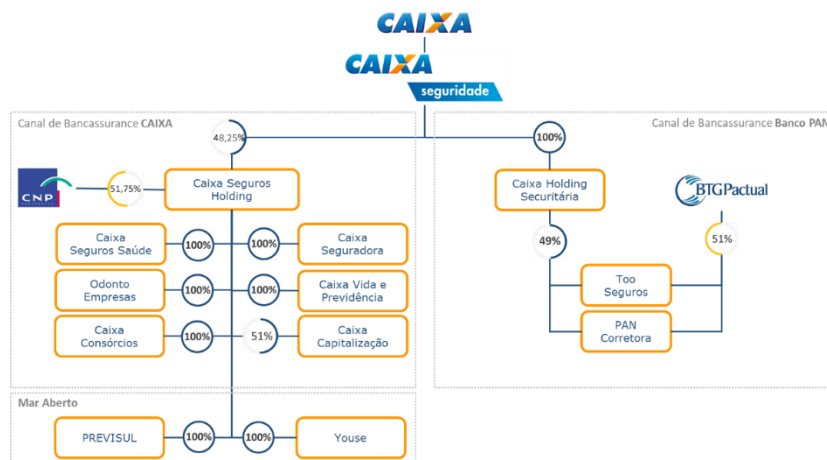 CAIXA
CAIXA
seguridade
Canal de Bancassurance CAIXA
Canal de Bancassurance Banco PAN
48,25%
100%
CNP
51,75%
Caixa Seguros
Holding
Caixa Holding
Securitária
BTGPactual
49%
51%
Caixa
Seguros Saúde
100%
100%
Caixa
Seguradora
Odonto
Empresas
100%
100%
Caixa Vida e
Previdência
Caixa
Consórcios
100%
51%
Caixa
Capitalização
Too
Seguros
PAN
Corretora
Mar Aberto
PREVISUL
100%
100%
Youse